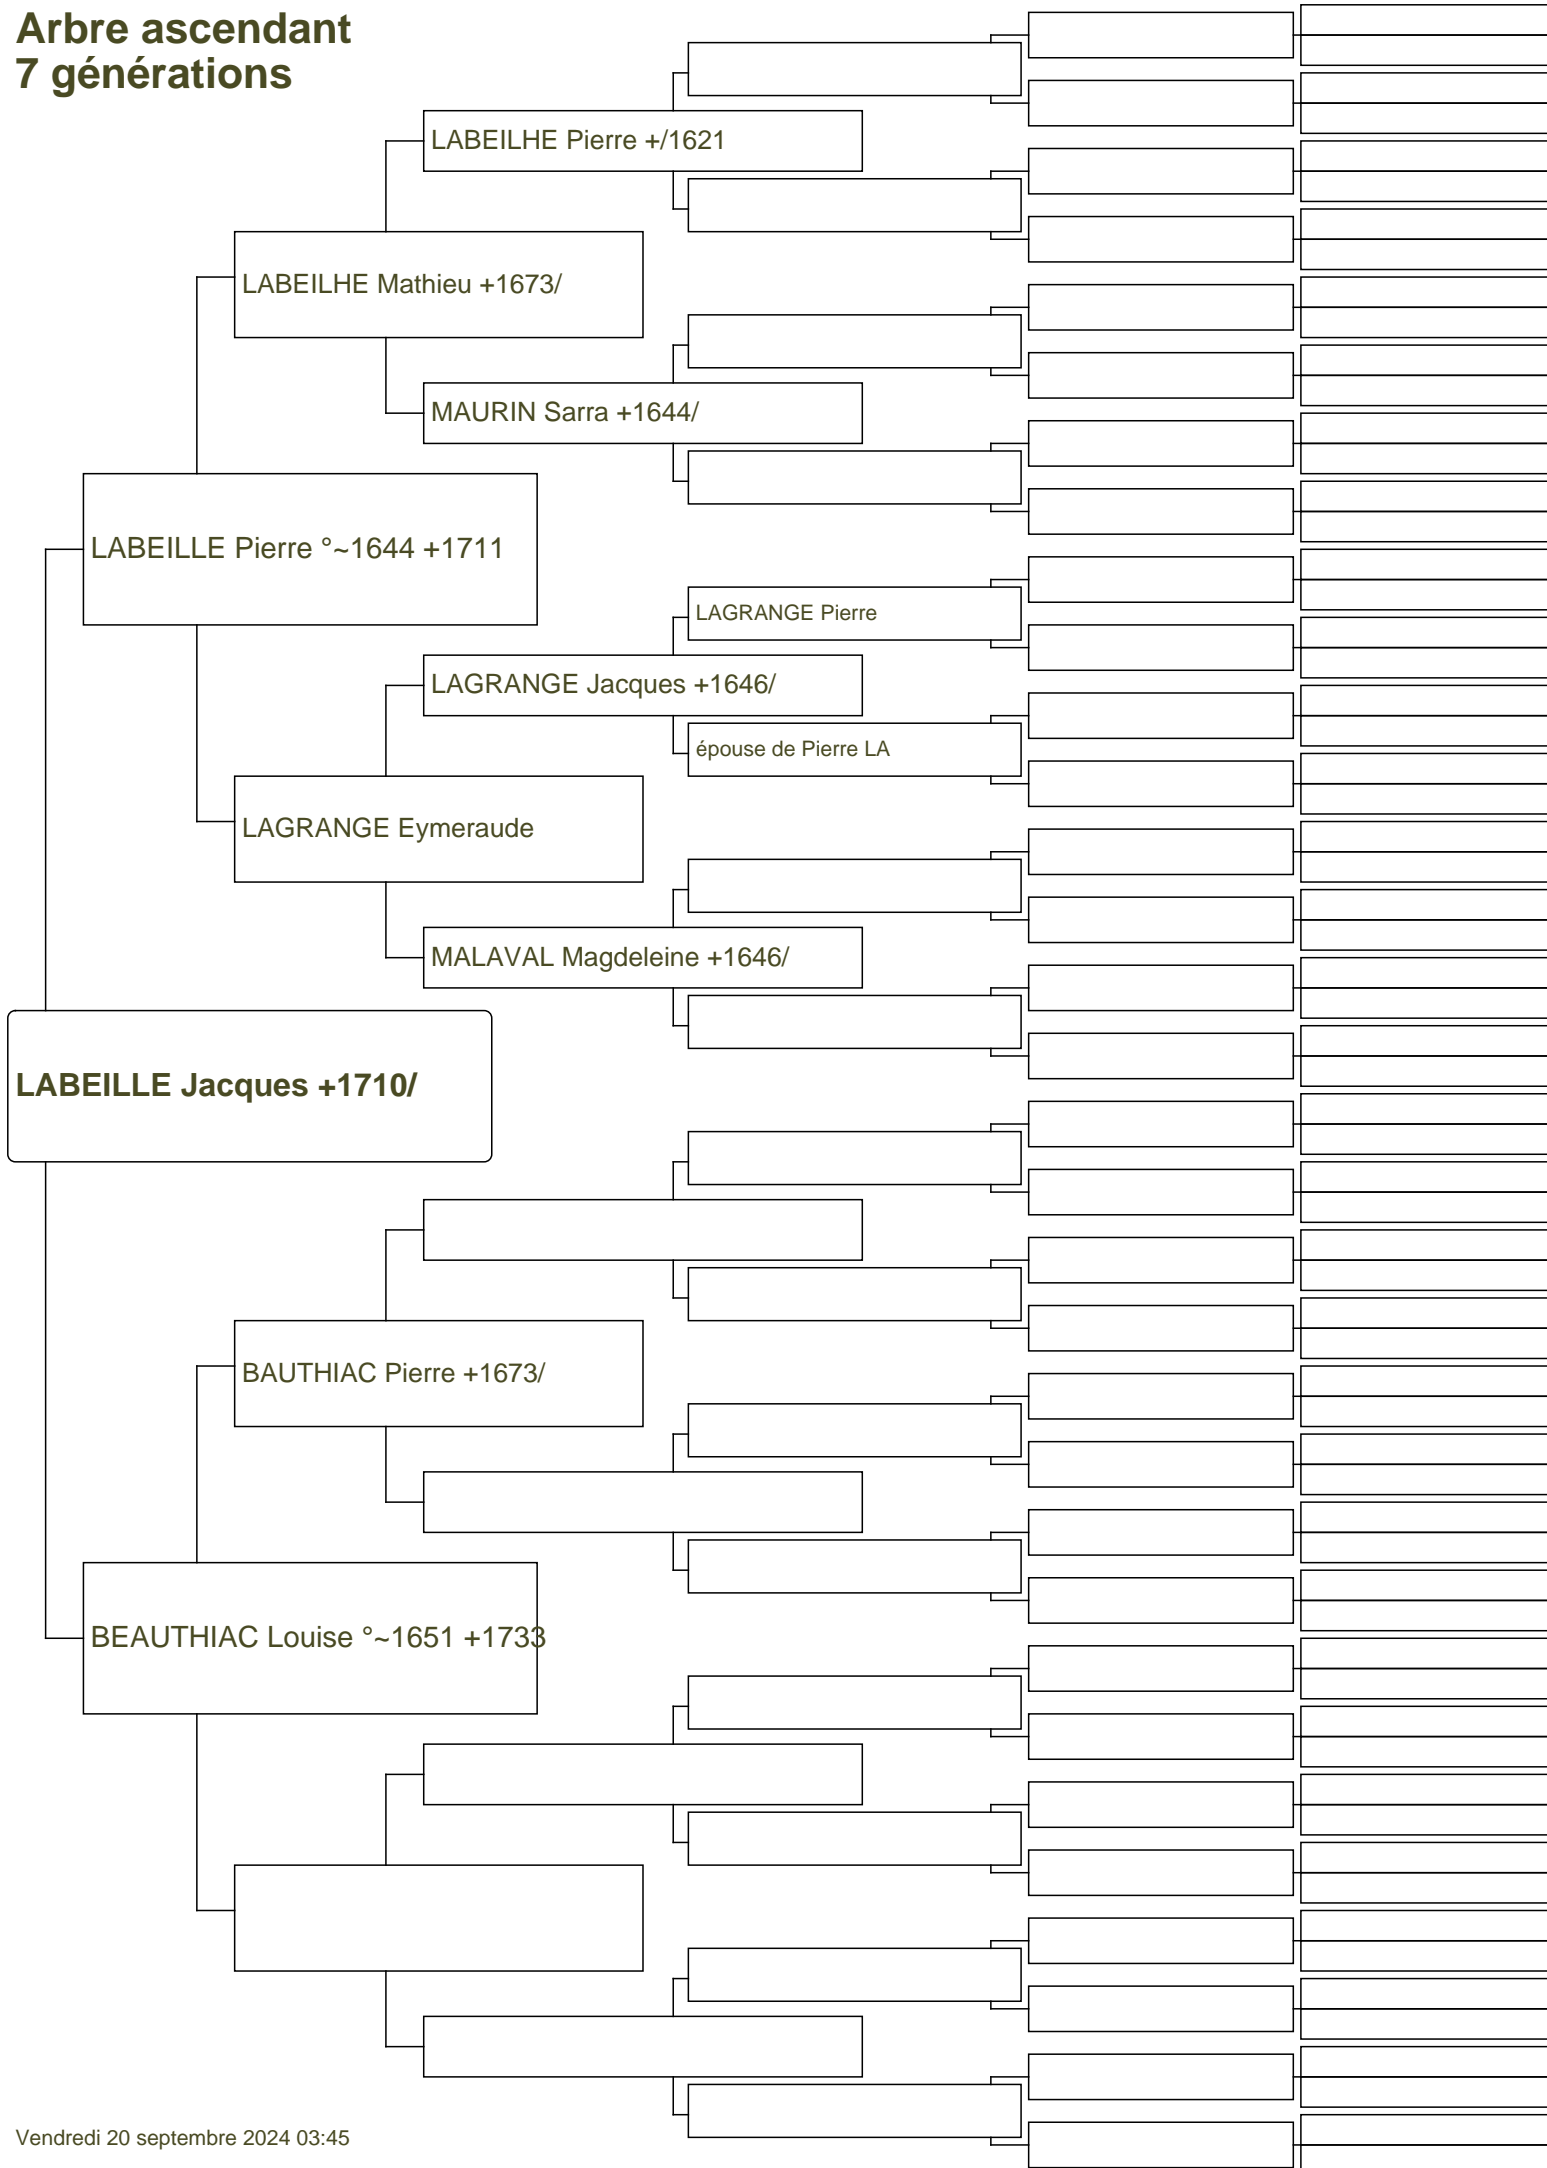 Arbre ascendant
7 générations
LABEILHE Pierre +/1621
LABEILHE Mathieu +1673/
MAURIN Sarra +1644/
LABEILLE Pierre °~1644 +1711
LAGRANGE Pierre
LAGRANGE Jacques +1646/
épouse de Pierre LA
LAGRANGE Eymeraude
MALAVAL Magdeleine +1646/
LABEILLE Jacques +1710/
BAUTHIAC Pierre +1673/
BEAUTHIAC Louise °~1651 +1733
Vendredi 20 septembre 2024 03:45